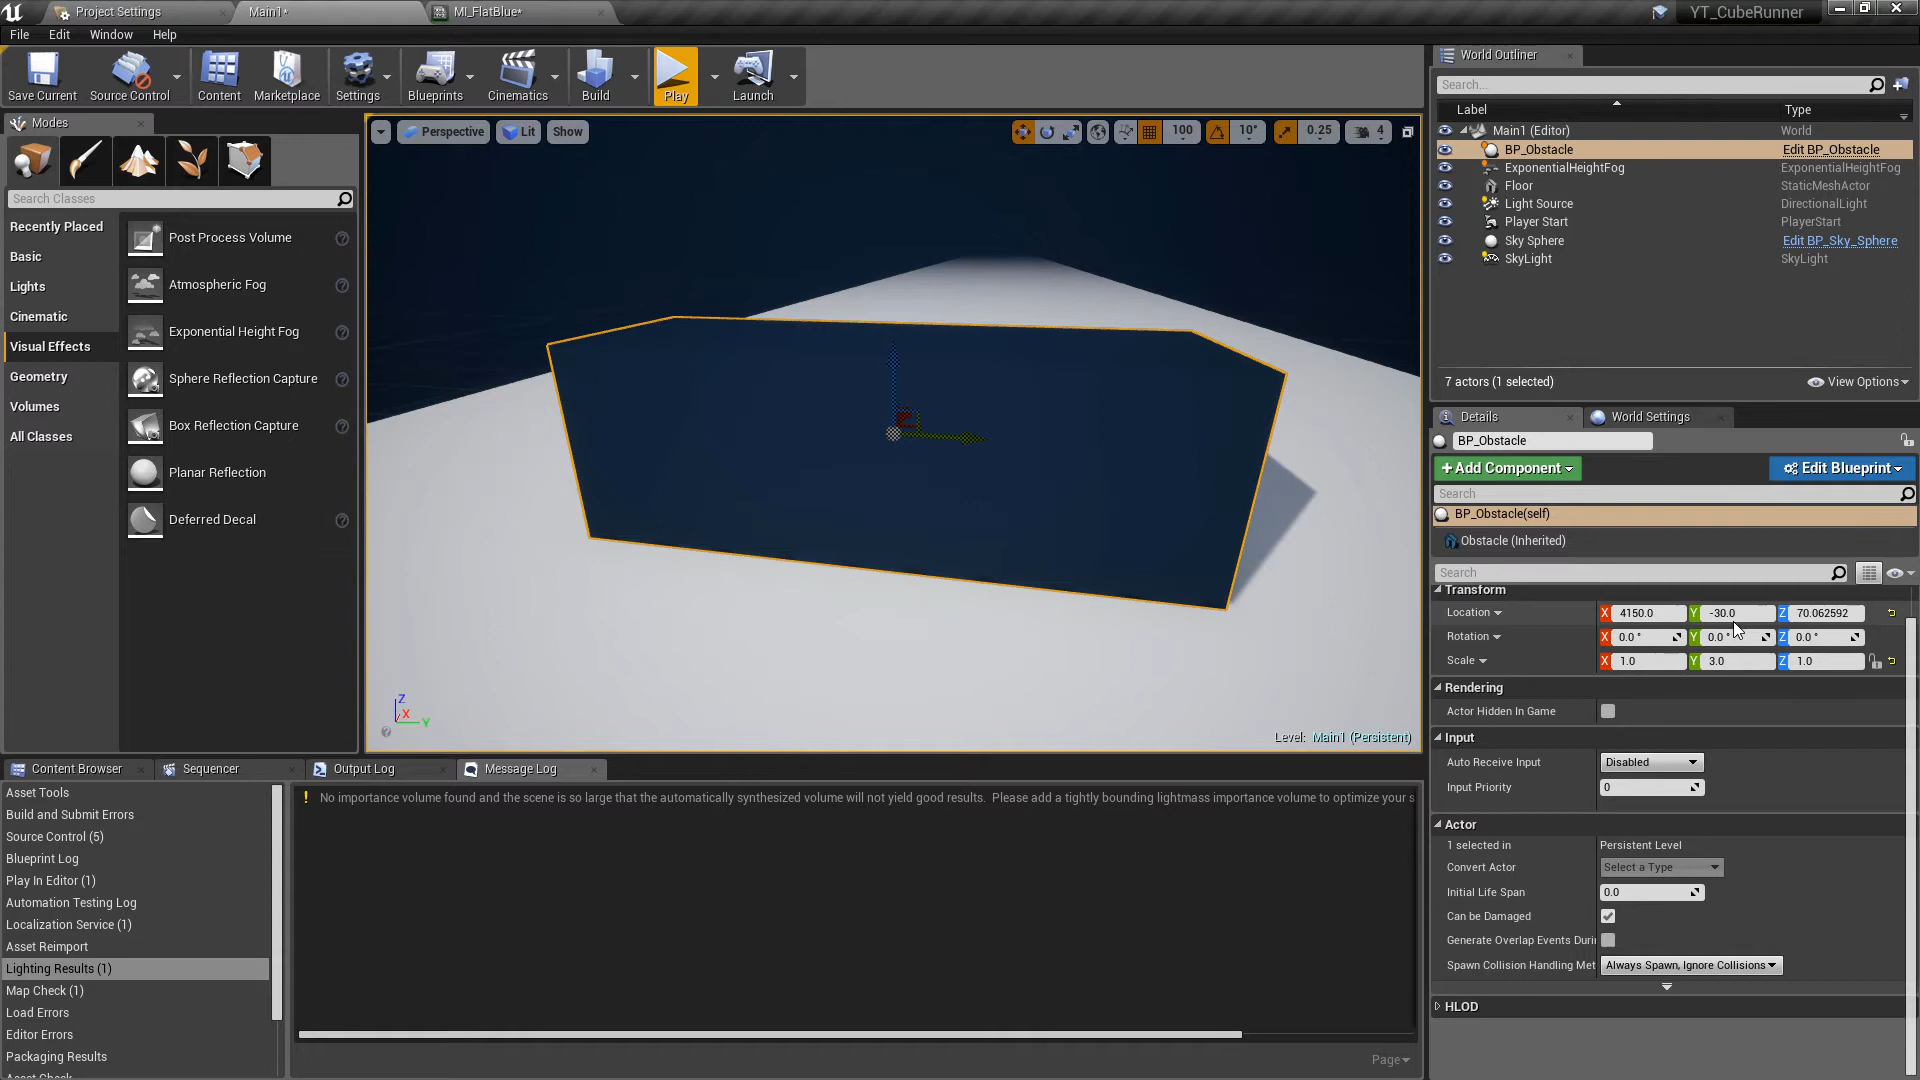 Project Settings
Main1*
MI_FlatBlue*
YT_CubeRunner
File Edit Window Help
Save Current
Source Control
Content
Marketplace
Settings
Blueprints
Cinematics
Build
Play
Launch
Modes
Search Classes
Recently Placed
Basic
Lights
Cinematic
Visual Effects
Geometry
Volumes
All Classes
Post Process Volume
Atmospheric Fog
Exponential Height Fog
Sphere Reflection Capture
Box Reflection Capture
Planar Reflection
Deferred Decal
Perspective Lit Show
100 10° 0.25 4
Z
X
Y
Level: Main1 (Persistent)
World Outliner
Search...
Label Type
Main1 (Editor) World
BP_Obstacle Edit BP_Obstacle
ExponentialHeightFog ExponentialHeightFog
Floor StaticMeshActor
Light Source DirectionalLight
Player Start PlayerStart
Sky Sphere Edit BP_Sky_Sphere
SkyLight SkyLight
7 actors (1 selected) View Options
Details World Settings
BP_Obstacle
+Add Component Edit Blueprint
Search
BP_Obstacle(self)
Obstacle (Inherited)
Search
Transform
Location X 4150.0 Y -30.0 Z 70.062592
Rotation X 0.0 ° Y 0.0 ° Z 0.0 °
Scale X 1.0 Y 3.0 Z 1.0
Rendering
Actor Hidden In Game
Input
Auto Receive Input Disabled
Input Priority 0
Actor
1 selected in Persistent Level
Convert Actor Select a Type
Initial Life Span 0.0
Can be Damaged
Generate Overlap Events Duri
Spawn Collision Handling Met Always Spawn, Ignore Collisions
HLOD
Content Browser Sequencer Output Log Message Log
Asset Tools
Build and Submit Errors
Source Control (5)
Blueprint Log
Play In Editor (1)
Automation Testing Log
Localization Service (1)
Asset Reimport
Lighting Results (1)
Map Check (1)
Load Errors
Editor Errors
Packaging Results
Asset Check
! No importance volume found and the scene is so large that the automatically synthesized volume will not yield good results. Please add a tightly bounding lightmass importance volume to optimize your s
Page